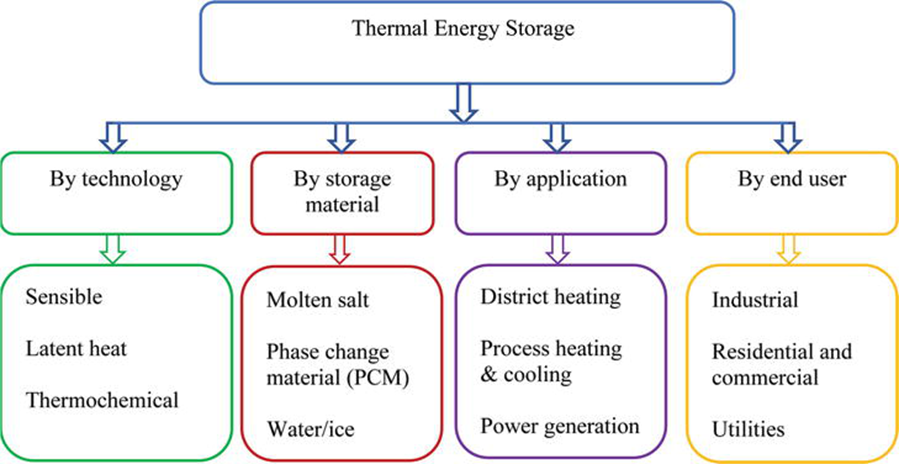 Thermal Energy Storage
By technology
By storage
material
By application
By end user
Sensible
Latent heat
Thermochemical
Molten salt
Phase change
material (PCM)
Water/ice
District heating
Process heating
& cooling
Power generation
Industrial
Residential and
commercial
Utilities